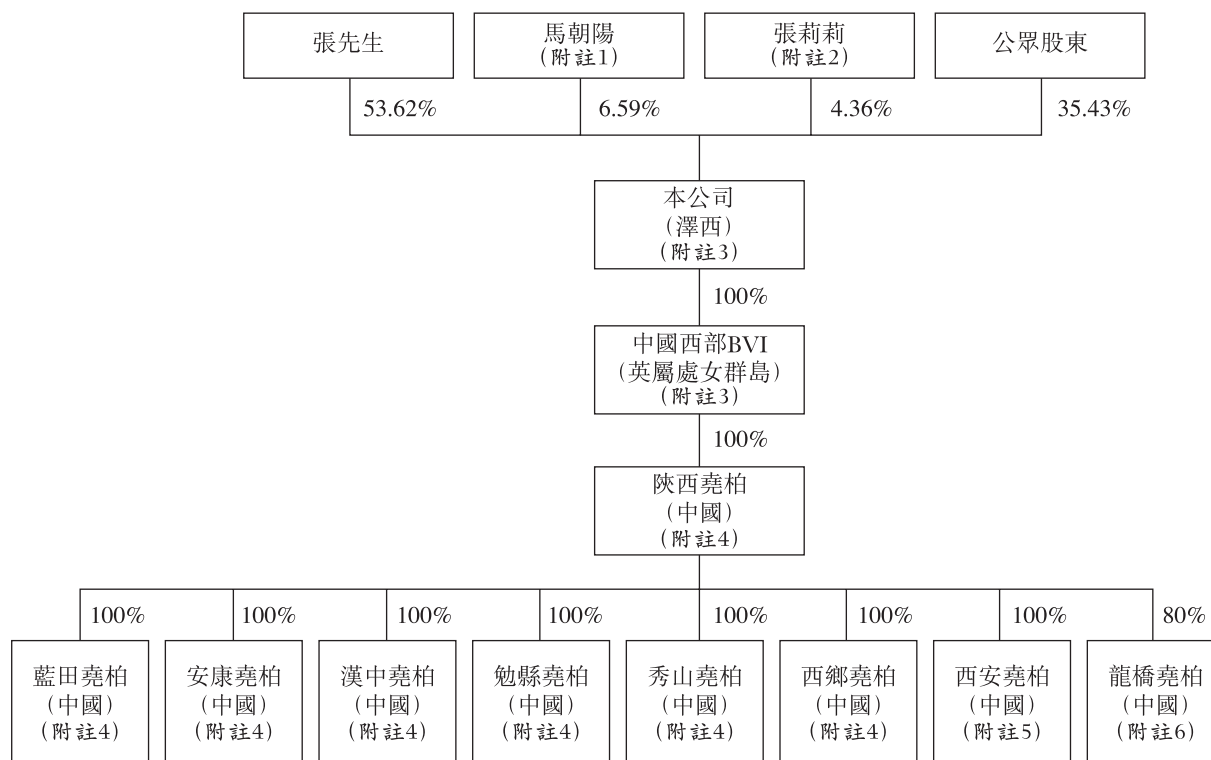 張先生
馬朝陽
(附註1)
張莉莉
(附註2)
公眾股東
53.62%
6.59%
4.36%
35.43%
本公司
(澤西)
(附註3)
100%
中國西部BVI
(英屬處女群島)
(附註3)
100%
陝西堯柏
(中國)
(附註4)
100%
100%
100%
100%
100%
100%
100%
80%
藍田堯柏
(中國)
(附註4)
安康堯柏
(中國)
(附註4)
漢中堯柏
(中國)
(附註4)
勉縣堯柏
(中國)
(附註4)
秀山堯柏
(中國)
(附註4)
西鄉堯柏
(中國)
(附註4)
西安堯柏
(中國)
(附註5)
龍橋堯柏
(中國)
(附註6)